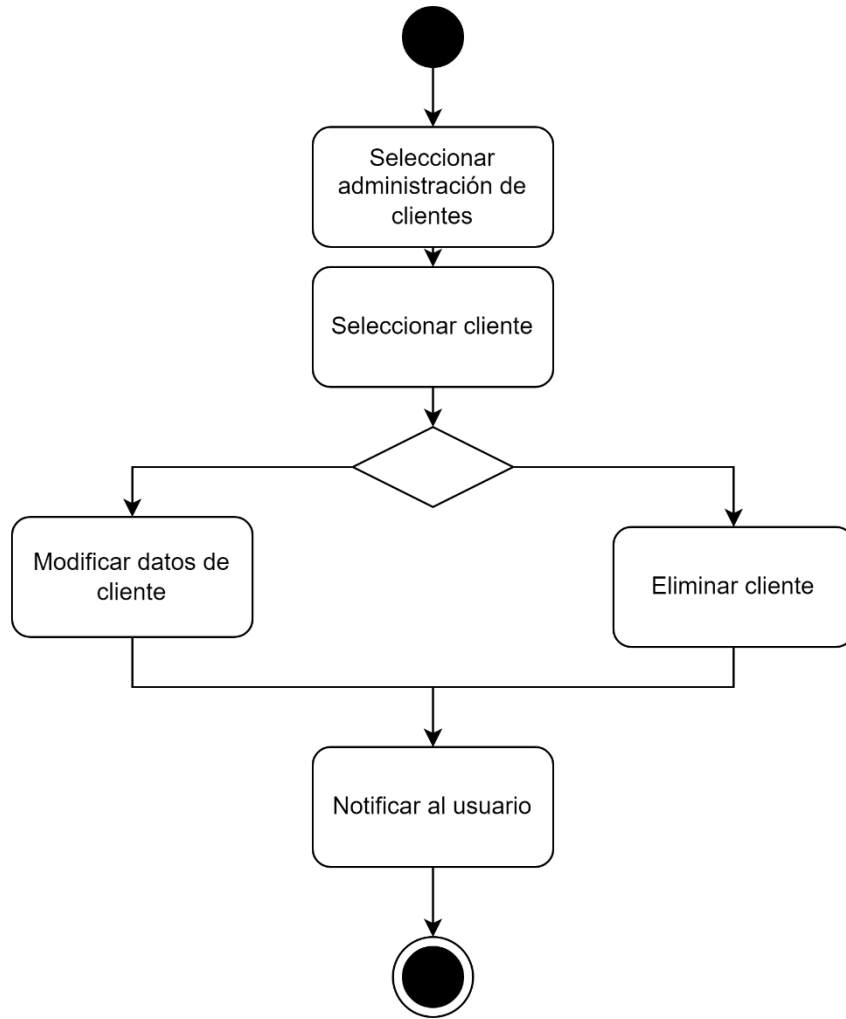 Seleccionar
administración de
clientes
Seleccionar cliente
Modificar datos de
cliente
Eliminar cliente
Notificar al usuario